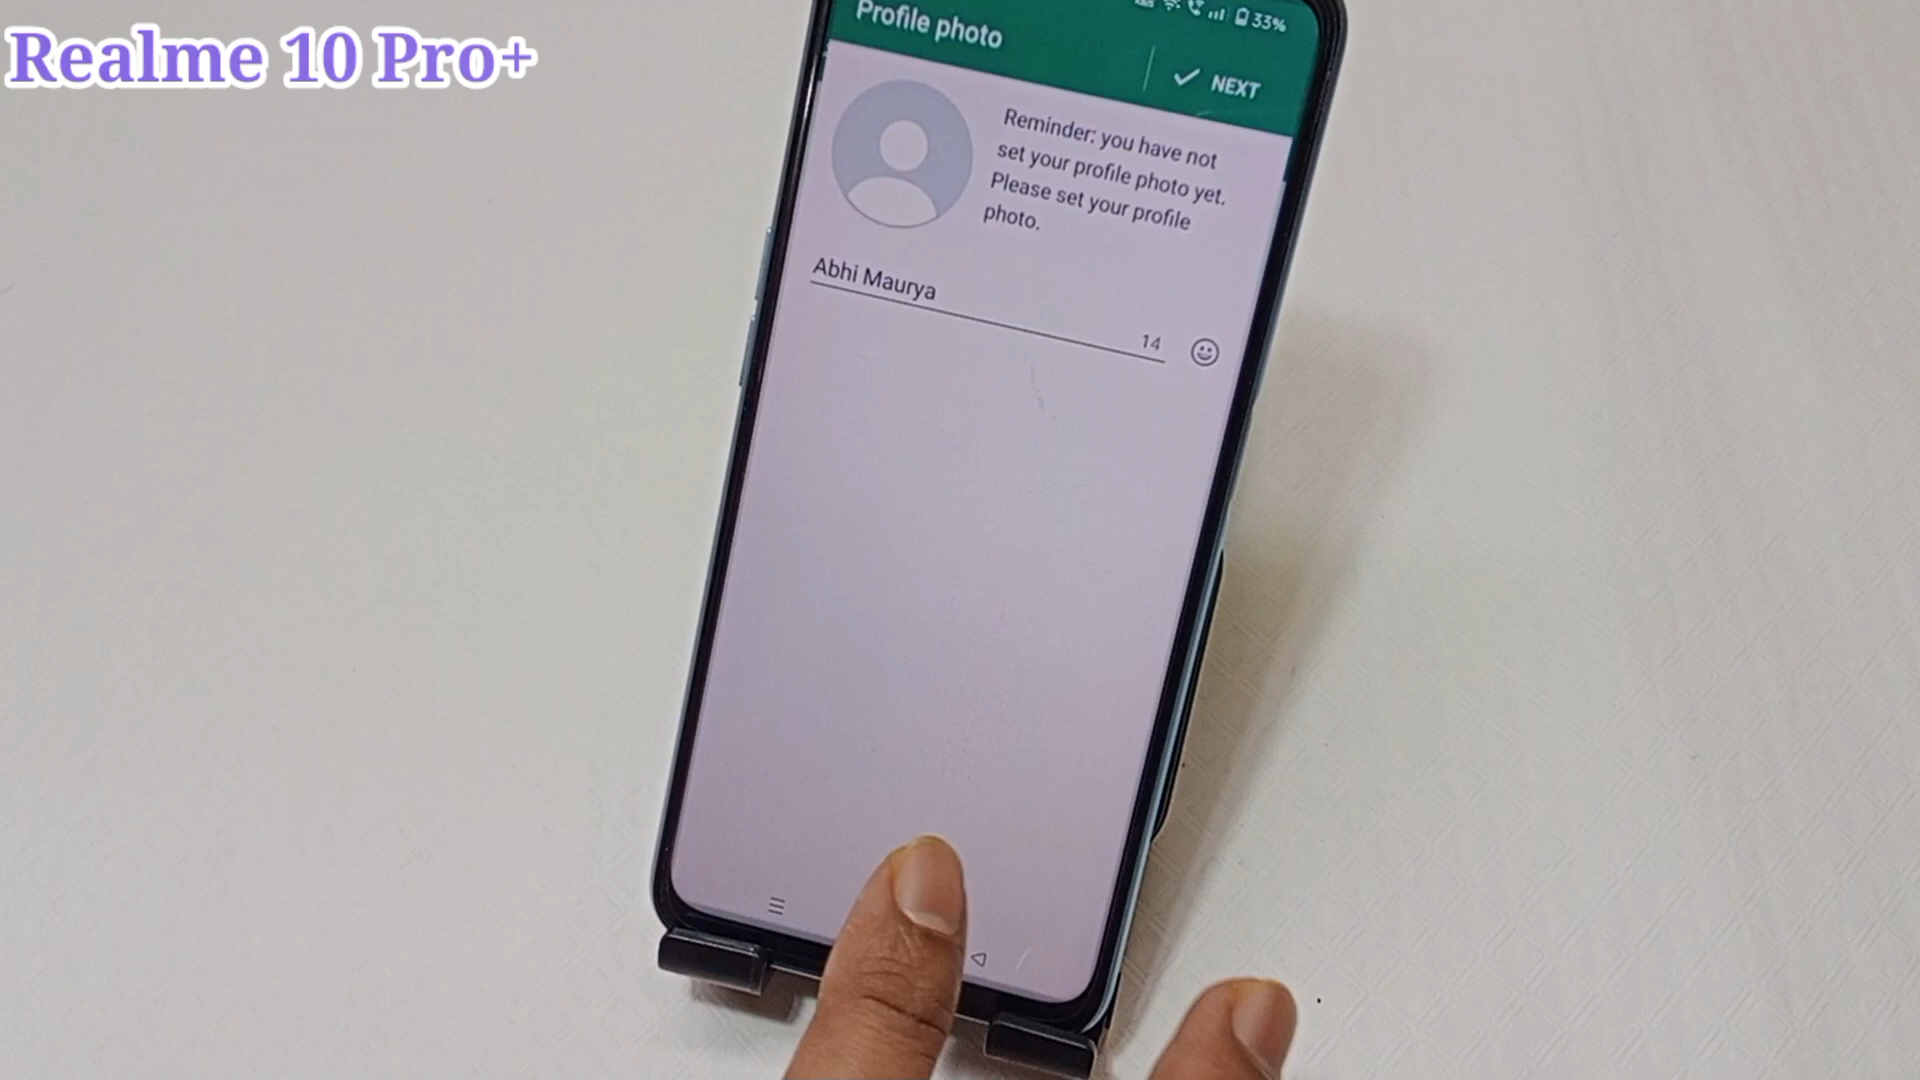 Realme 10 Pro+
33%
Profile photo
NEXT
Reminder: you have not
set your profile photo yet.
Please set your profile
photo.
Abhi Maurya
14